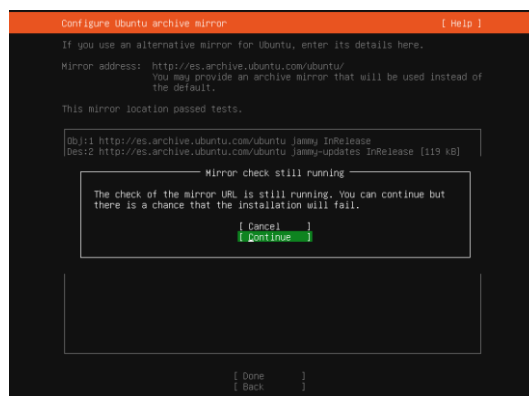 Configure Ubuntu archive mirror [ Help ]
If you use an alternative mirror for Ubuntu, enter its details here.
Mirror address: http://es.archive.ubuntu.com/ubuntu/
You may provide an archive mirror that will be used instead of
the default.
This mirror location passed tests.
Obj:1 http://es.archive.ubuntu.com/ubuntu jammy InRelease
Des:2 http://es.archive.ubuntu.com/ubuntu jammy-updates InRelease [119 kB]
Mirror check still running
The check of the mirror URL is still running. You can continue but
there is a chance that the installation will fail.
[ Cancel ]
[ Continue ]
[ Done ]
[ Back ]